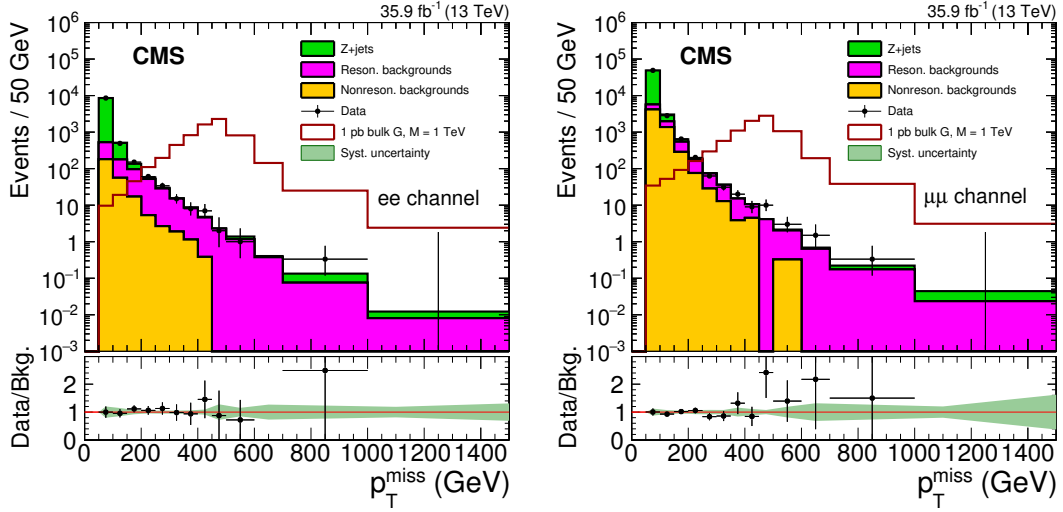 35.9 fb⁻¹ (13 TeV)
CMS
Z+jets
Reson. backgrounds
Nonreson. backgrounds
Data
1 pb bulk G, M = 1 TeV
Syst. uncertainty
ee channel
Events / 50 GeV
10⁶
10⁵
10⁴
10³
10²
10
1
10⁻¹
10⁻²
10⁻³
Data/Bkg.
2
1
0
0 200 400 600 800 1000 1200 1400
p_T^miss (GeV)
35.9 fb⁻¹ (13 TeV)
CMS
Z+jets
Reson. backgrounds
Nonreson. backgrounds
Data
1 pb bulk G, M = 1 TeV
Syst. uncertainty
μμ channel
Events / 50 GeV
10⁶
10⁵
10⁴
10³
10²
10
1
10⁻¹
10⁻²
10⁻³
Data/Bkg.
2
1
0
0 200 400 600 800 1000 1200 1400
p_T^miss (GeV)